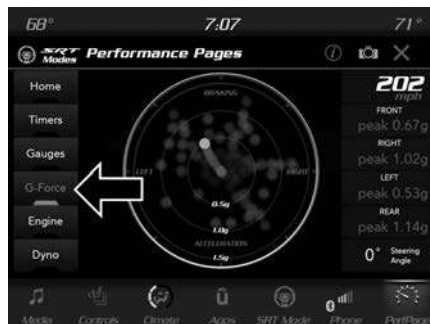 68° 7:07 71°
SRT Modes Performance Pages
Home
Timers
Gauges
G-Force
Engine
Dyno
BRAKING
LEFT
RIGHT
0.5g
1.0g
ACCELERATION
1.5g
202
mph
FRONT
peak 0.67g
RIGHT
peak 1.02g
LEFT
peak 0.53g
REAR
peak 1.14g
0° Steering Angle
Media Controls Climate Apps SRT Mode Phone PerfPage